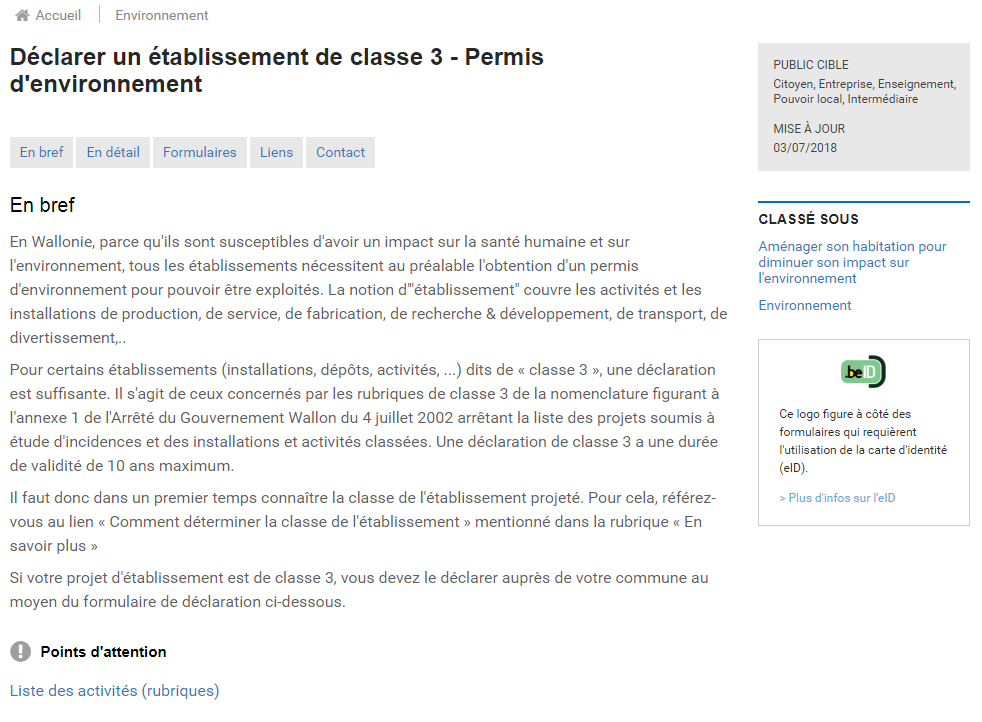 Accueil
Environnement
Déclarer un établissement de classe 3 - Permis
d'environnement
En bref
En détail
Formulaires
Liens
Contact
En bref
En Wallonie, parce qu'ils sont susceptibles d'avoir un impact sur la santé humaine et sur
l'environnement, tous les établissements nécessitent au préalable l'obtention d'un permis
d'environnement pour pouvoir être exploités. La notion d'"établissement" couvre les activités et les
installations de production, de service, de fabrication, de recherche & développement, de transport, de
divertissement,..
Pour certains établissements (installations, dépôts, activités, ...) dits de « classe 3 », une déclaration
est suffisante. Il s'agit de ceux concernés par les rubriques de classe 3 de la nomenclature figurant à
l'annexe 1 de l'Arrêté du Gouvernement Wallon du 4 juillet 2002 arrêtant la liste des projets soumis à
étude d'incidences et des installations et activités classées. Une déclaration de classe 3 a une durée
de validité de 10 ans maximum.
Il faut donc dans un premier temps connaître la classe de l'établissement projeté. Pour cela, référez-
vous au lien « Comment déterminer la classe de l'établissement » mentionné dans la rubrique « En
savoir plus »
Si votre projet d'établissement est de classe 3, vous devez le déclarer auprès de votre commune au
moyen du formulaire de déclaration ci-dessous.
Points d'attention
Liste des activités (rubriques)
PUBLIC CIBLE
Citoyen, Entreprise, Enseignement,
Pouvoir local, Intermédiaire
MISE À JOUR
03/07/2018
CLASSÉ SOUS
Aménager son habitation pour
diminuer son impact sur
l'environnement
Environnement
.beID
Ce logo figure à côté des
formulaires qui requièrent
l'utilisation de la carte d'identité
(eID).
> Plus d'infos sur l'eID